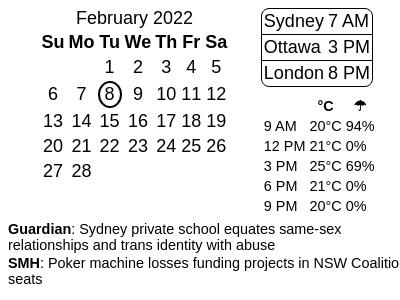 February 2022
Su Mo Tu We Th Fr Sa
1 2 3 4 5
6 7 8 9 10 11 12
13 14 15 16 17 18 19
20 21 22 23 24 25 26
27 28
Sydney 7 AM
Ottawa 3 PM
London 8 PM
°C ☂
9 AM 20°C 94%
12 PM 21°C 0%
3 PM 25°C 69%
6 PM 21°C 0%
9 PM 20°C 0%
Guardian: Sydney private school equates same-sex
relationships and trans identity with abuse
SMH: Poker machine losses funding projects in NSW Coalitio
seats